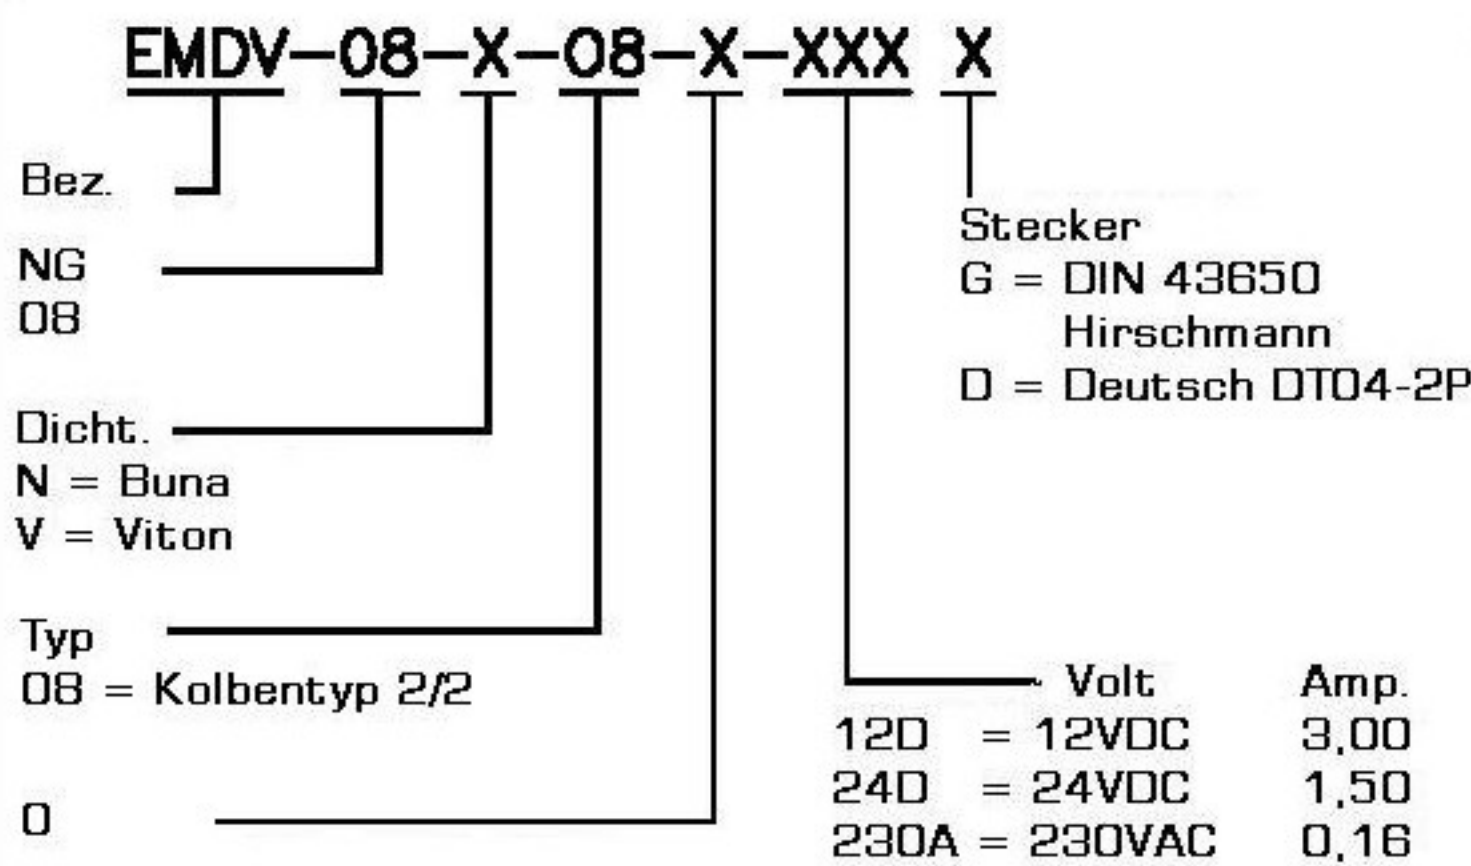 EMDV-08-X-08-X-XXX X
Bez.
NG
08
Dicht.
N = Buna
V = Viton
Typ
08 = Kolbentyp 2/2
0
Stecker
G = DIN 43650
Hirschmann
D = Deutsch DT04-2P
Volt Amp.
12D = 12VDC 3,00
24D = 24VDC 1,50
230A = 230VAC 0,16